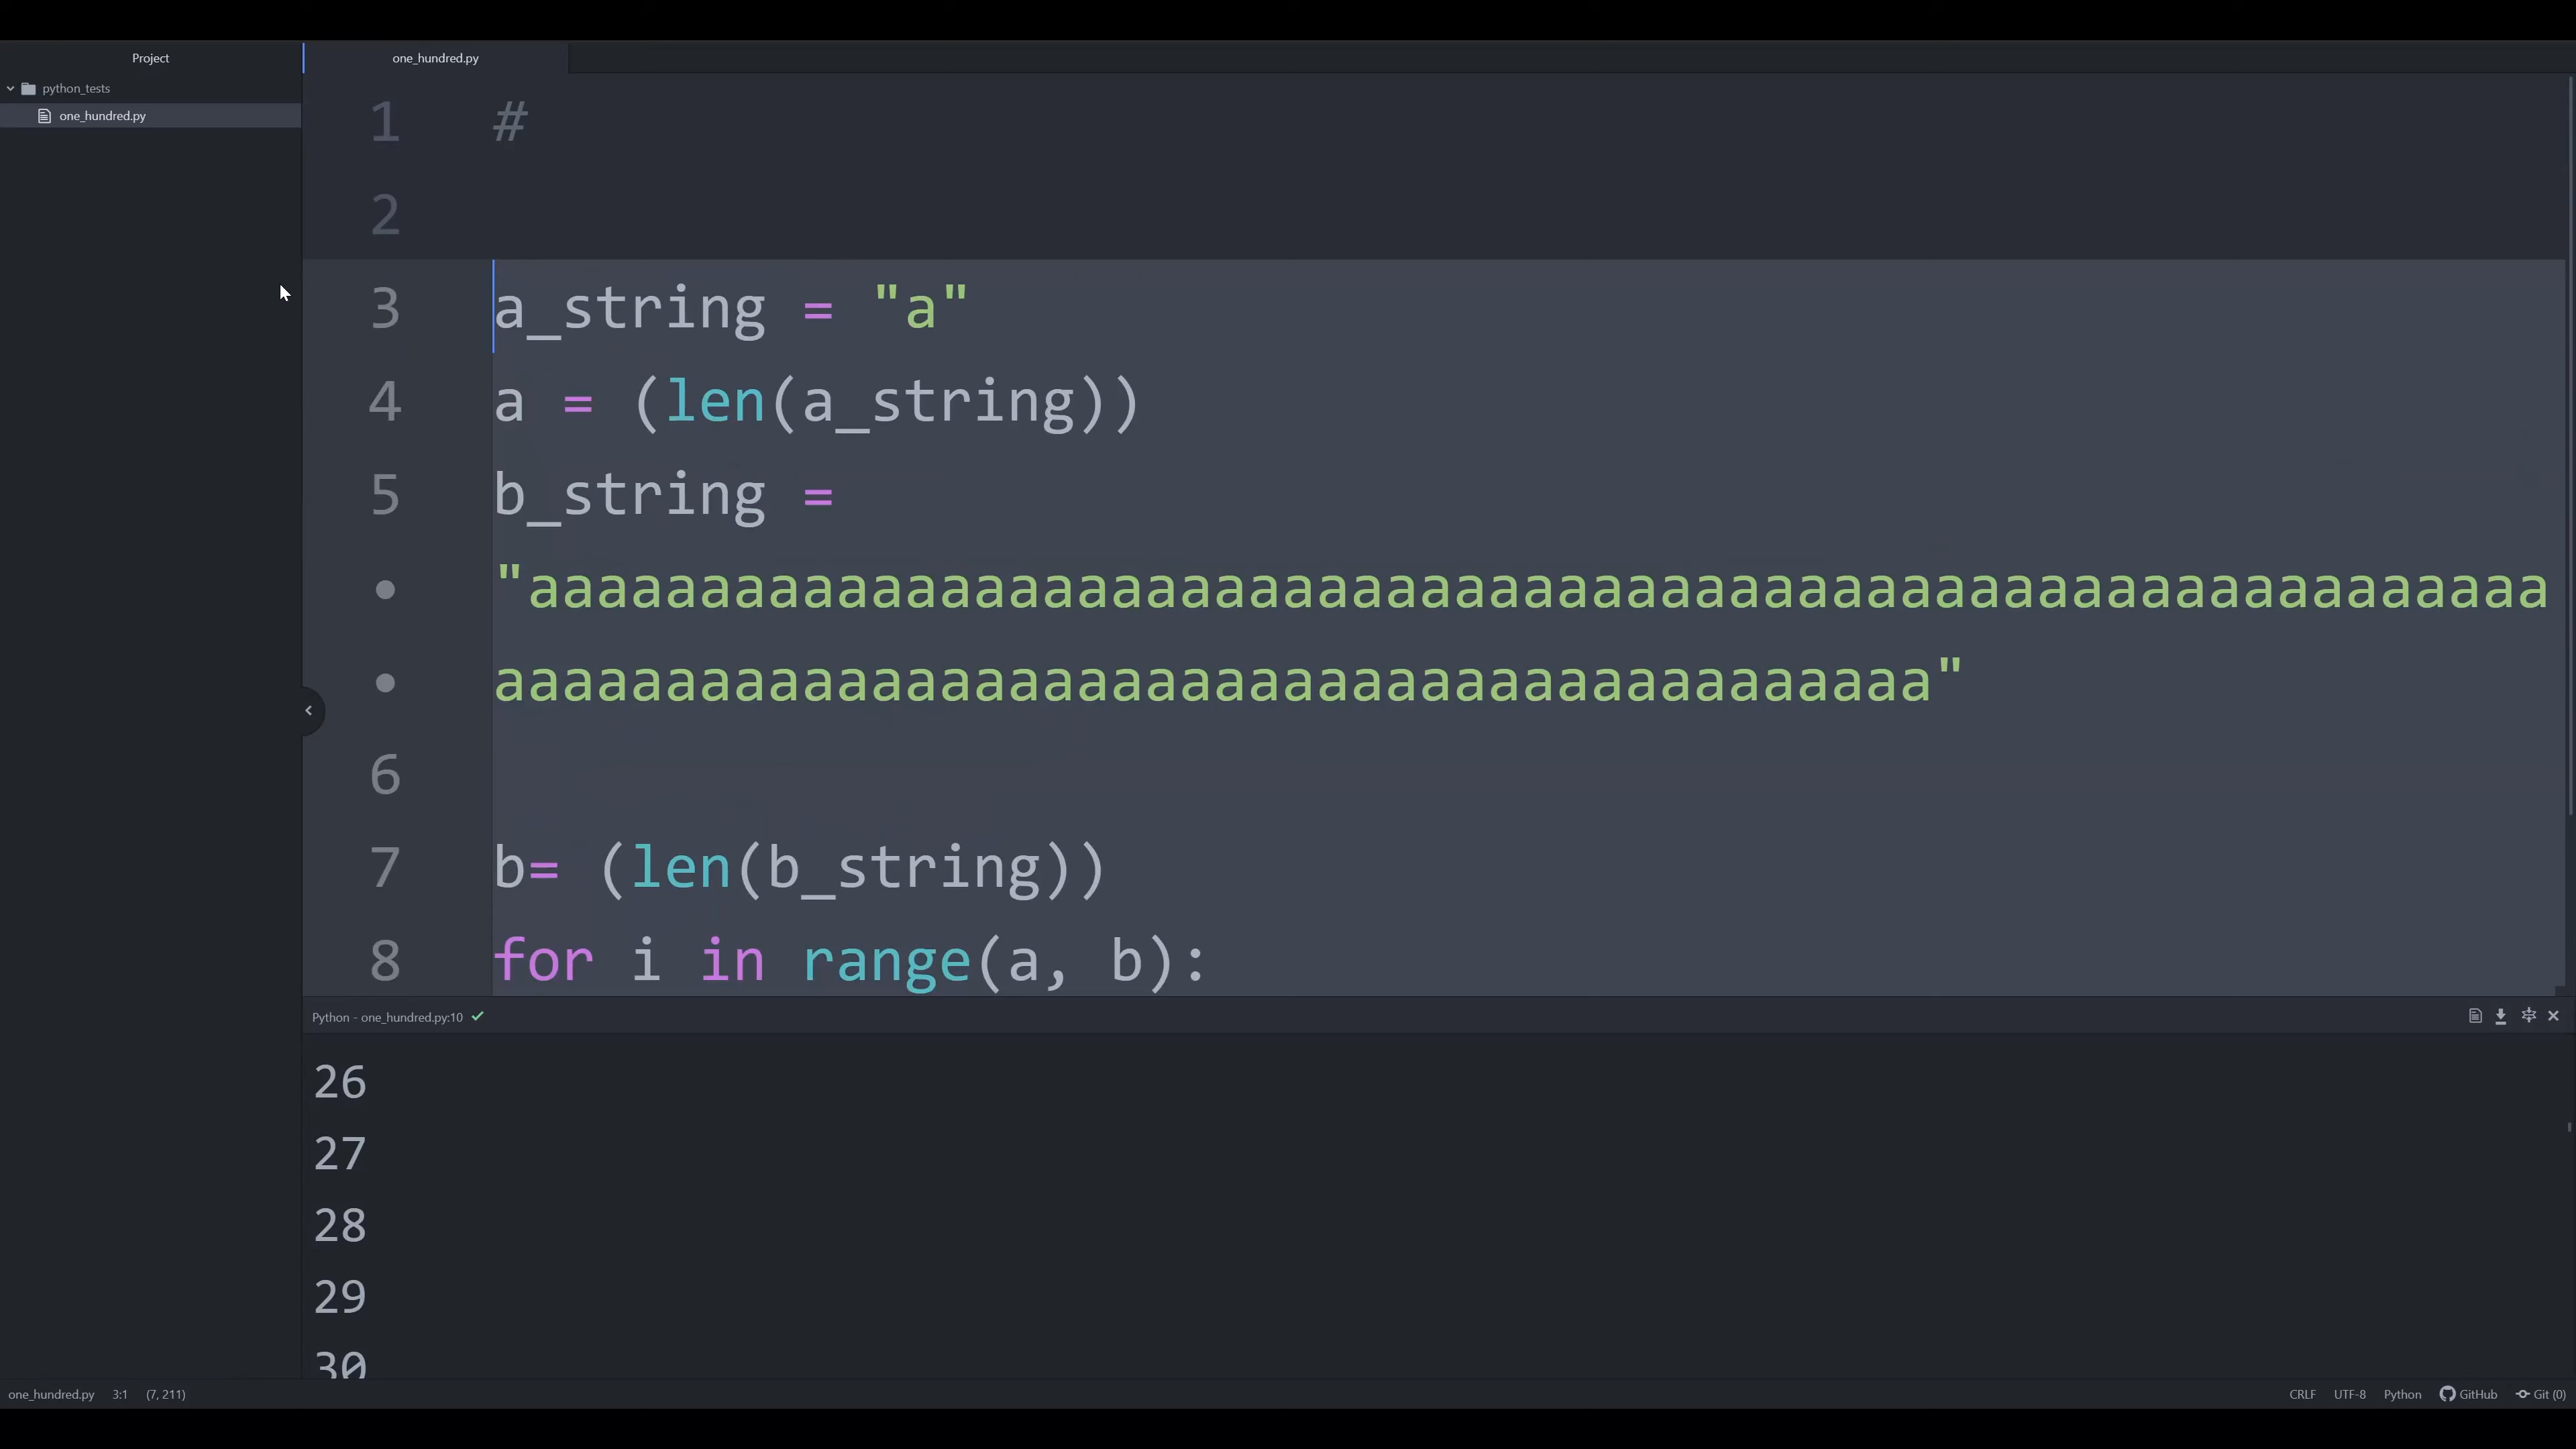 Project
python_tests
one_hundred.py
one_hundred.py
1 #
2
3 a_string = "a"
4 a = (len(a_string))
5 b_string =
• "aaaaaaaaaaaaaaaaaaaaaaaaaaaaaaaaaaaaaaaaaaaaaaaaaaaaaaaaaaa
• aaaaaaaaaaaaaaaaaaaaaaaaaaaaaaaaaaaaaaaaaa"
6
7 b= (len(b_string))
8 for i in range(a, b):
Python - one_hundred.py:10
26
27
28
29
30
one_hundred.py 3:1 (7, 211) CRLF UTF-8 Python GitHub Git (0)